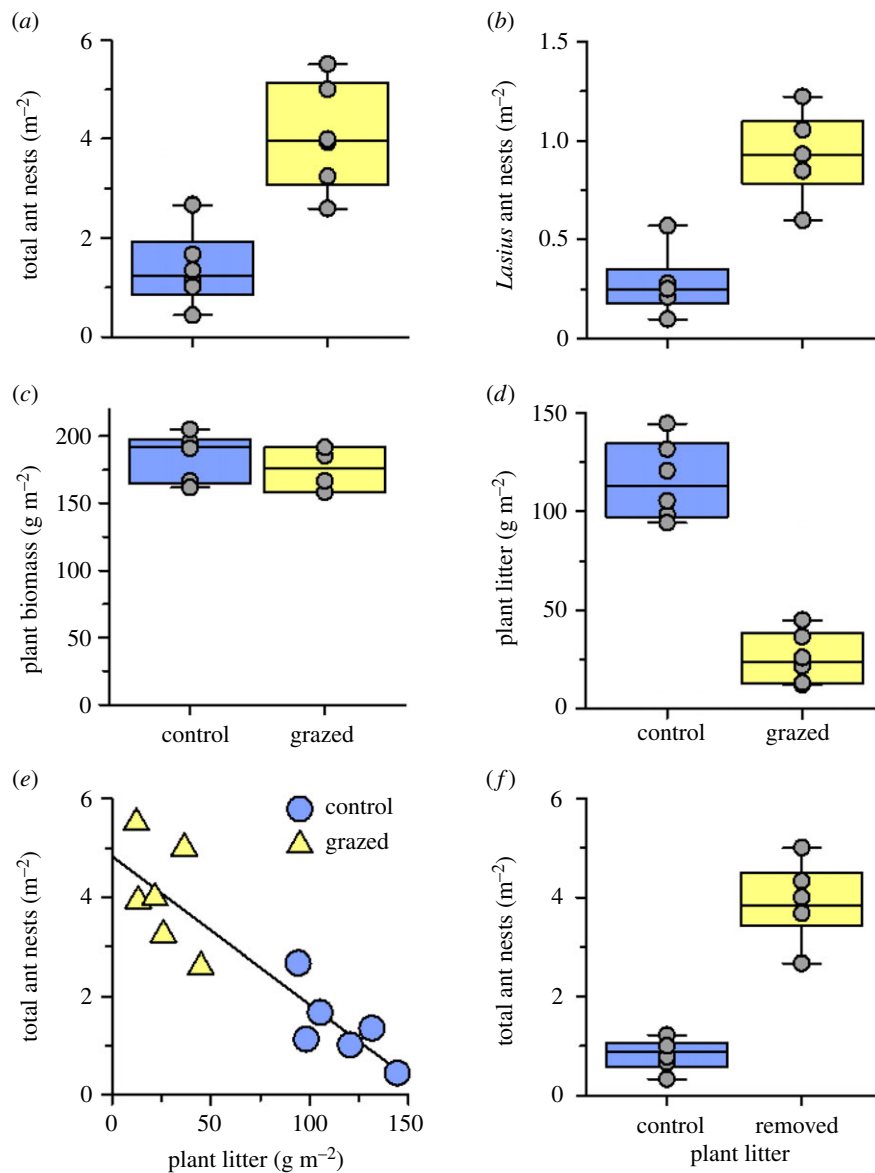 (a)
6
4
2
0
total ant nests (m⁻²)
(b)
1.5
1.0
0.5
0
Lasius ant nests (m⁻²)
(c)
200
150
100
50
0
plant biomass (g m⁻²)
control grazed
(d)
150
100
50
0
plant litter (g m⁻²)
control grazed
(e)
6
4
2
0
total ant nests (m⁻²)
control
grazed
0 50 100 150
plant litter (g m⁻²)
(f)
6
4
2
0
total ant nests (m⁻²)
control removed
plant litter